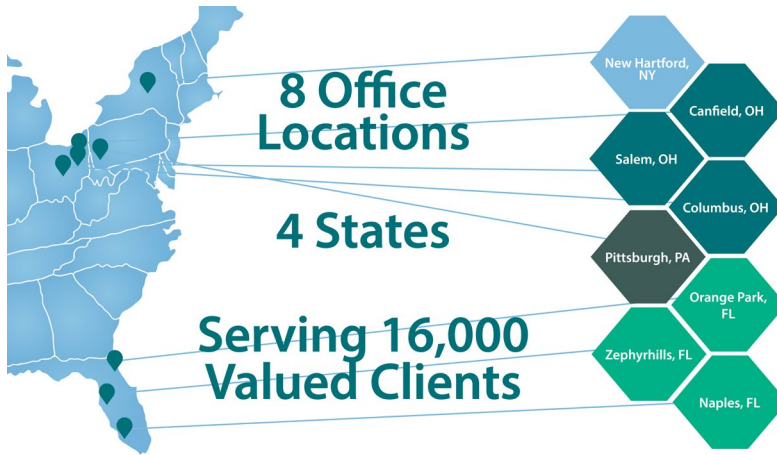 8 Office
Locations
4 States
Serving 16,000
Valued Clients
New Hartford,
NY
Canfield, OH
Salem, OH
Columbus, OH
Pittsburgh, PA
Orange Park,
FL
Zephyrhills, FL
Naples, FL